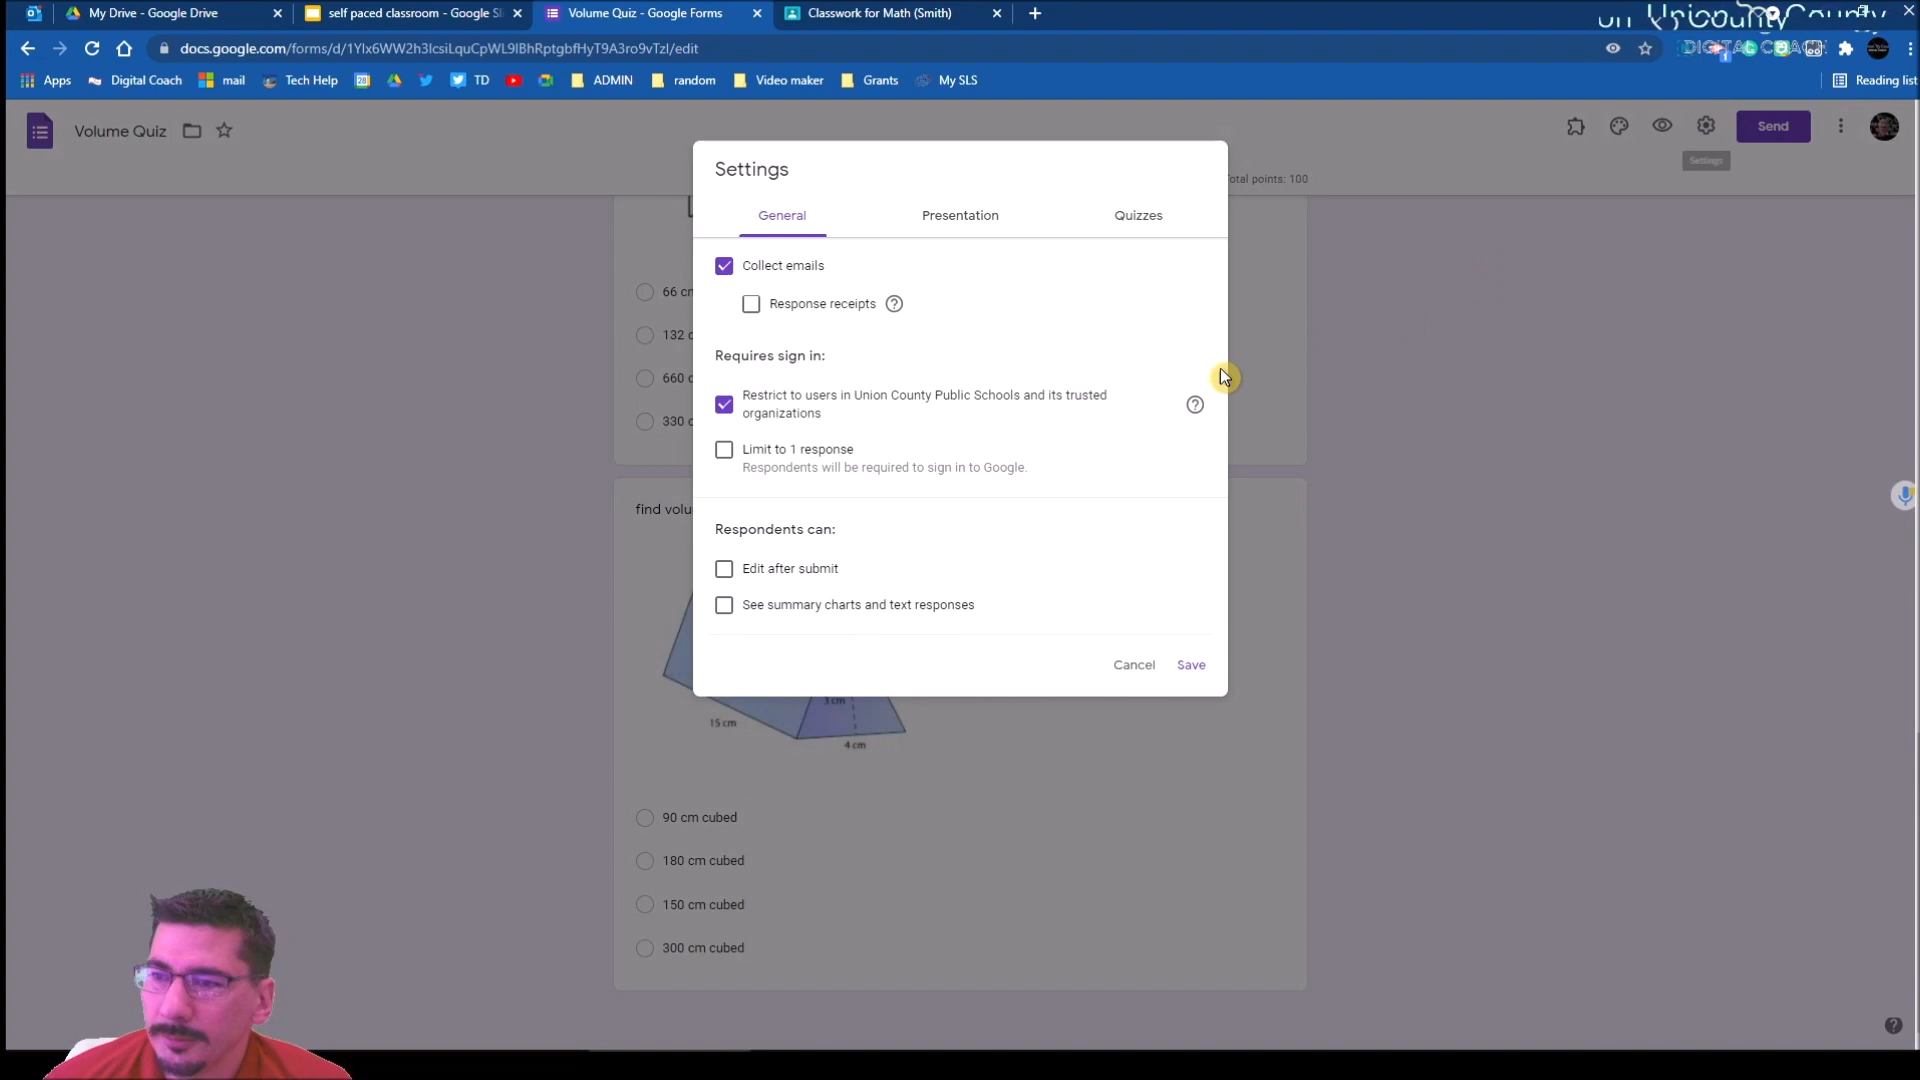 My Drive - Google Drive
self paced classroom - Google Sl
Volume Quiz - Google Forms
Classwork for Math (Smith)
docs.google.com/forms/d/1Ylx6WW2h3lcsiLquCpWL9lBhRptgbfHyT9A3ro9vTzI/edit
DIGITAL COACH
Apps
Digital Coach
mail
Tech Help
TD
ADMIN
random
Video maker
Grants
My SLS
Reading list
Volume Quiz
Send
Settings
Total points: 100
Settings
General
Presentation
Quizzes
Collect emails
Response receipts
Requires sign in:
Restrict to users in Union County Public Schools and its trusted
organizations
Limit to 1 response
Respondents will be required to sign in to Google.
Respondents can:
Edit after submit
See summary charts and text responses
Cancel
Save
66 cm
132 c
660 c
330 c
find volu
3 cm
15 cm
4 cm
90 cm cubed
180 cm cubed
150 cm cubed
300 cm cubed